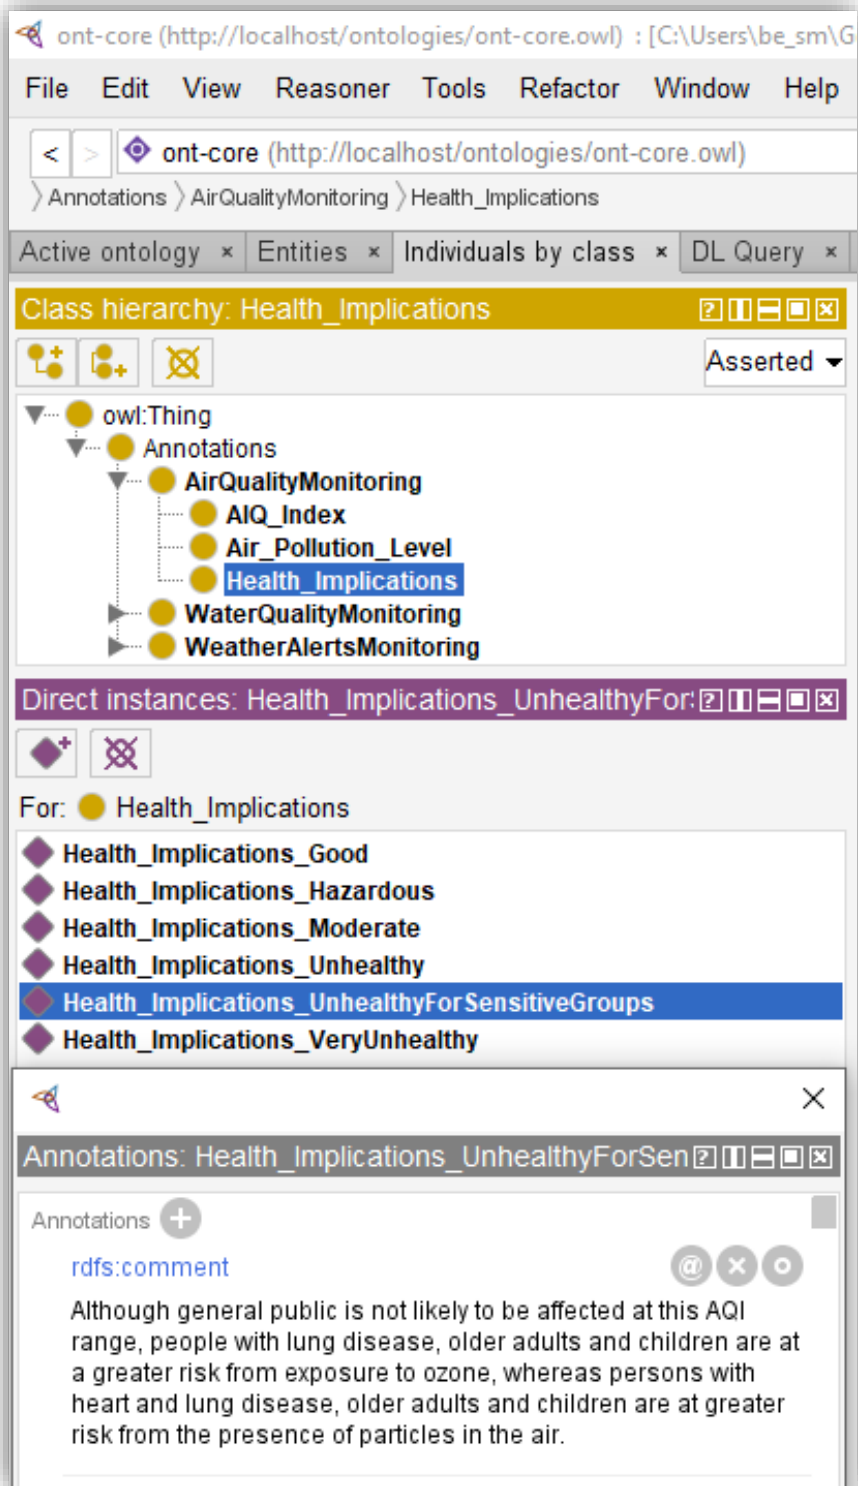 ont-core (http://localhost/ontologies/ont-core.owl) : [C:\Users\be_sm\G
File Edit View Reasoner Tools Refactor Window Help
< > ont-core (http://localhost/ontologies/ont-core.owl)
Annotations AirQualityMonitoring Health_Implications
Active ontology × Entities × Individuals by class × DL Query ×
Class hierarchy: Health_Implications
Asserted
owl:Thing
Annotations
AirQualityMonitoring
AIQ_Index
Air_Pollution_Level
Health_Implications
WaterQualityMonitoring
WeatherAlertsMonitoring
Direct instances: Health_Implications_UnhealthyFor
For: Health_Implications
Health_Implications_Good
Health_Implications_Hazardous
Health_Implications_Moderate
Health_Implications_Unhealthy
Health_Implications_UnhealthyForSensitiveGroups
Health_Implications_VeryUnhealthy
Annotations: Health_Implications_UnhealthyForSen
Annotations
rdfs:comment
Although general public is not likely to be affected at this AQI
range, people with lung disease, older adults and children are at
a greater risk from exposure to ozone, whereas persons with
heart and lung disease, older adults and children are at greater
risk from the presence of particles in the air.